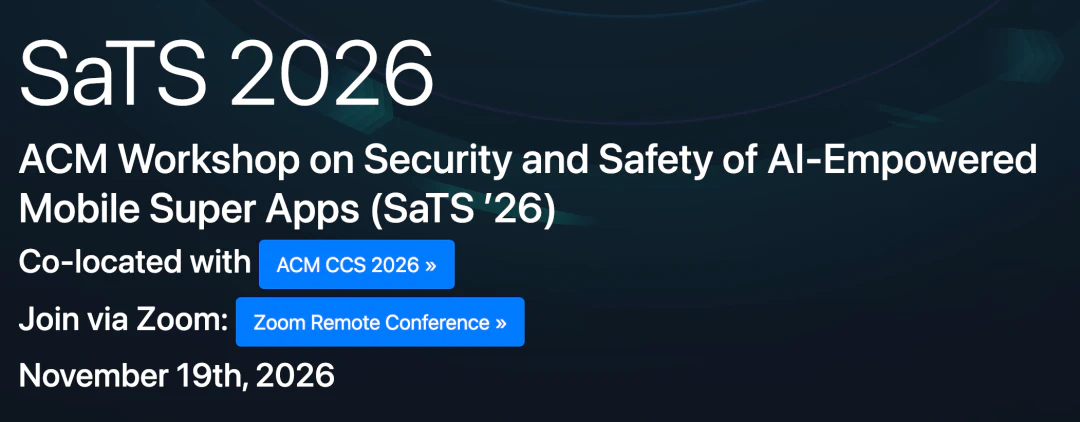 SaTS 2026
ACM Workshop on Security and Safety of AI-Empowered
Mobile Super Apps (SaTS ’26)
Co-located with ACM CCS 2026 »
Join via Zoom: Zoom Remote Conference »
November 19th, 2026